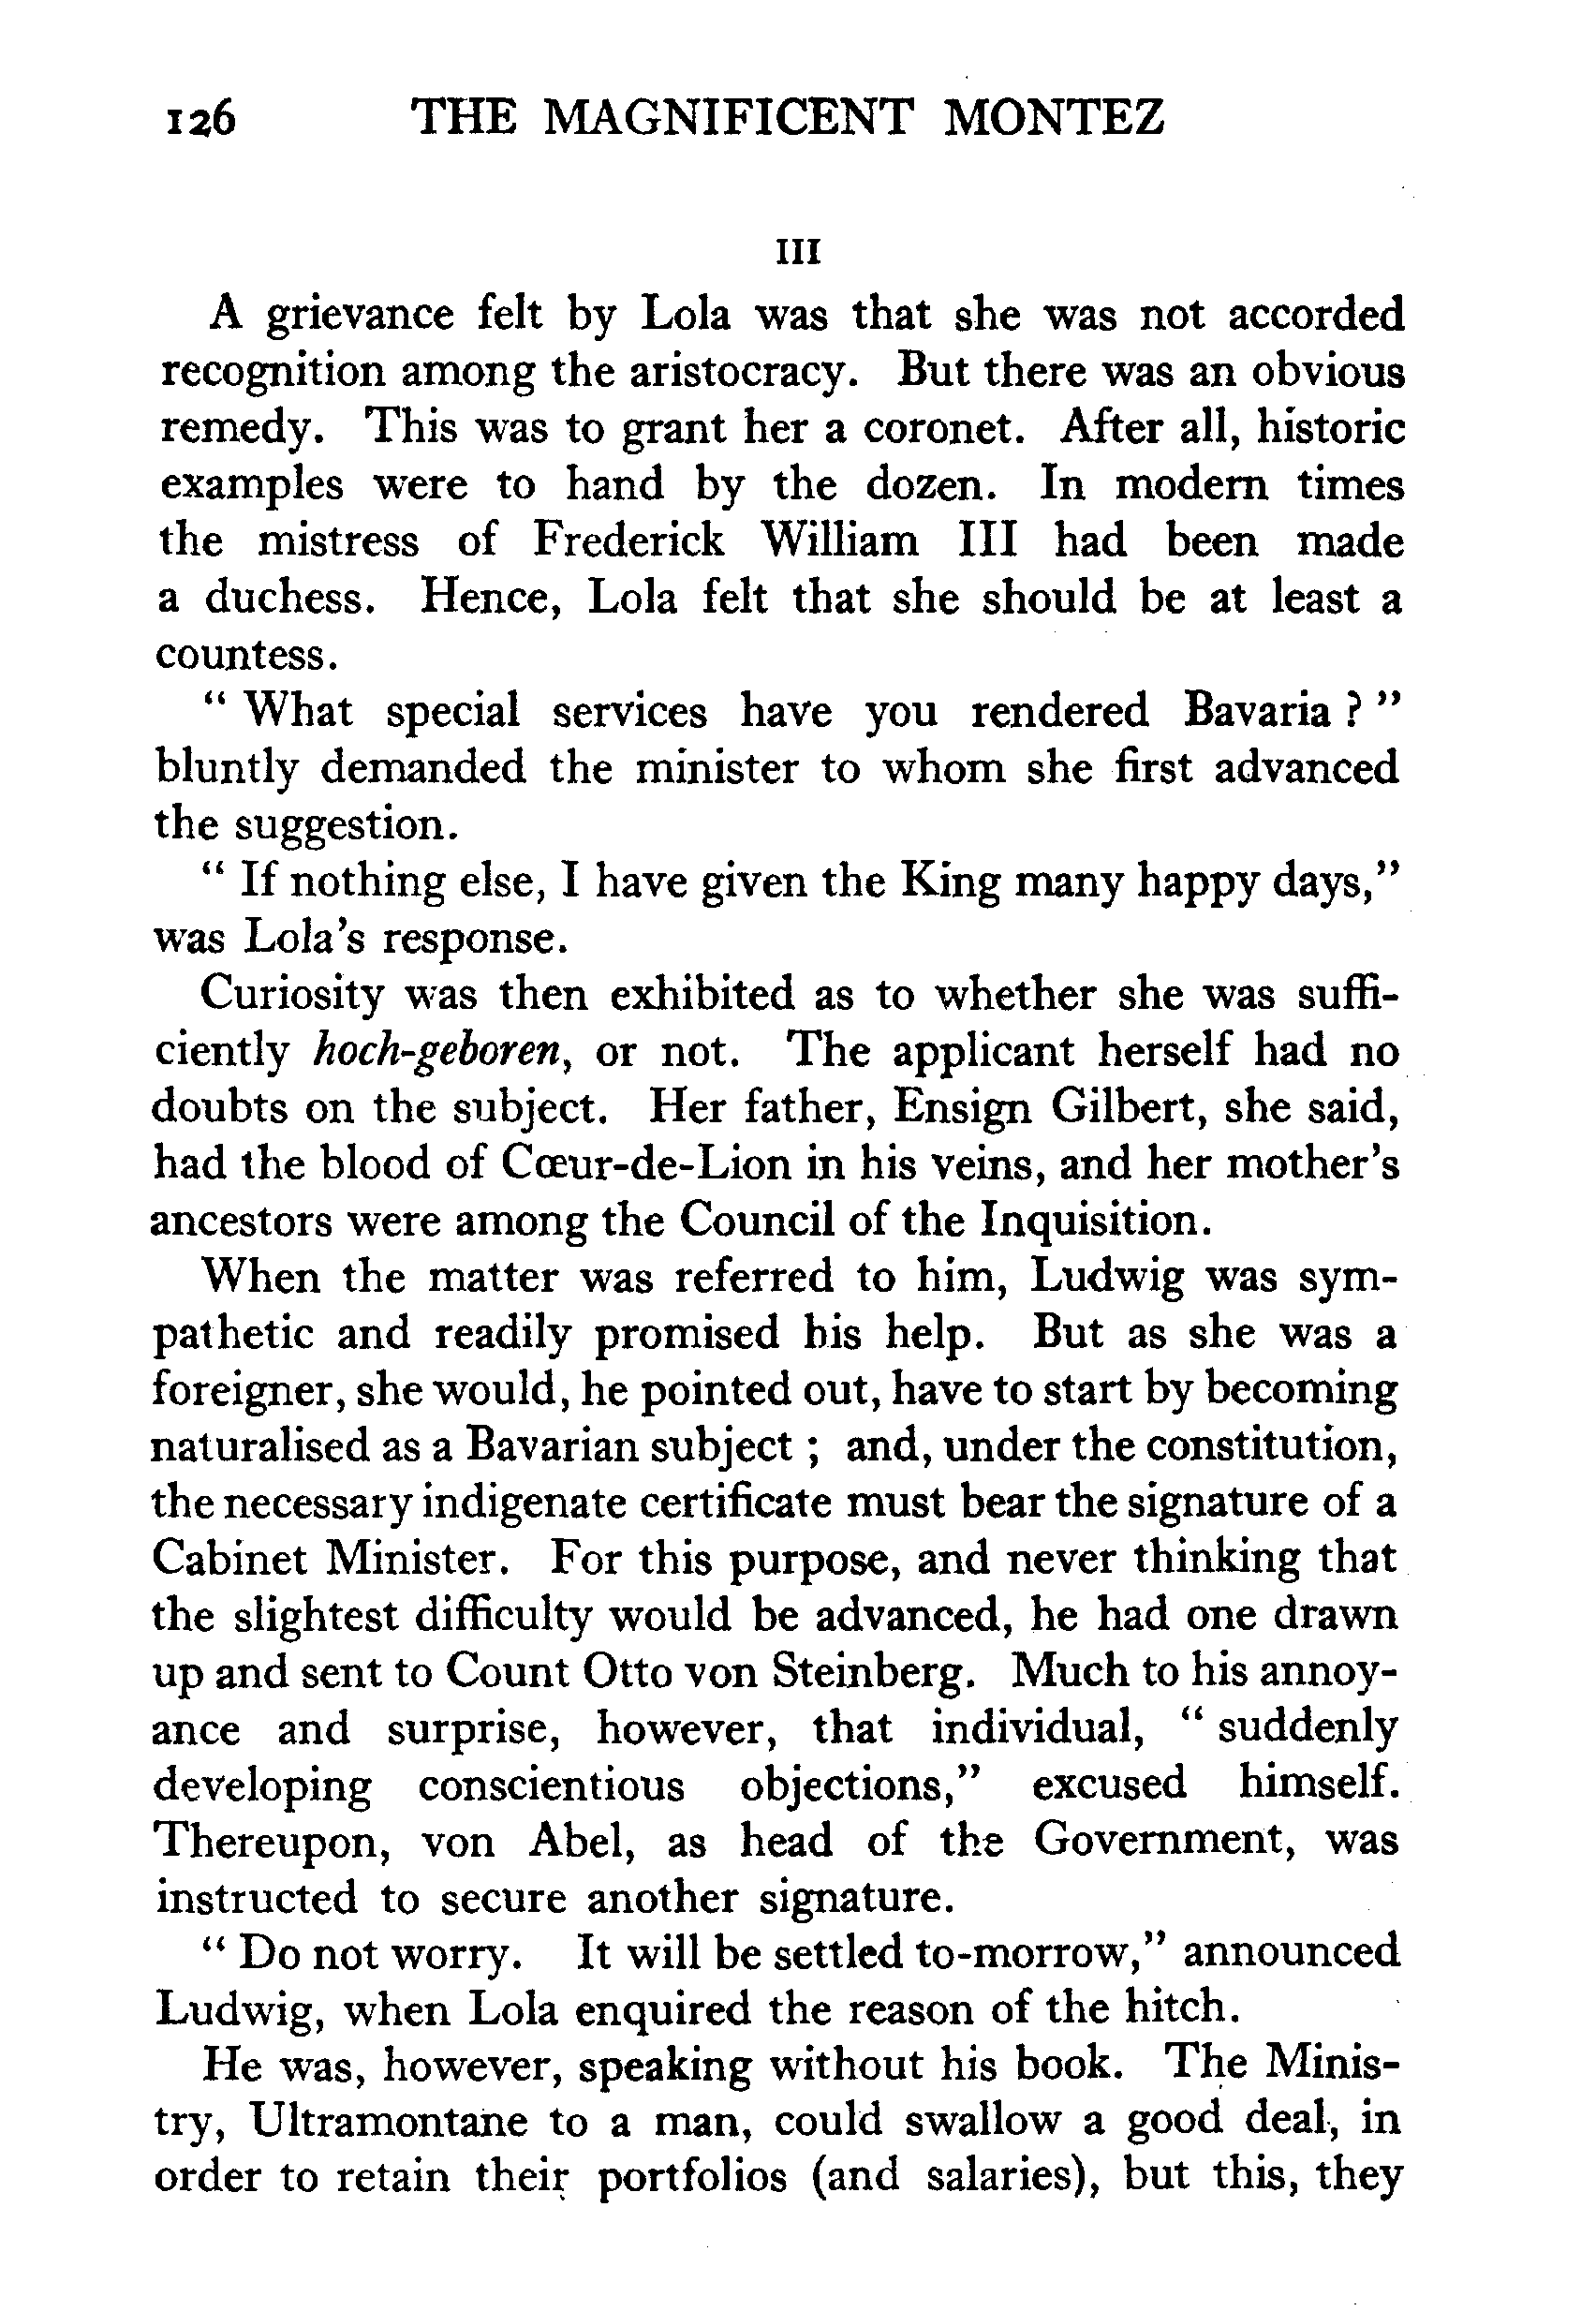 126 THE MAGNIFICENT MONTEZ
III
A grievance felt by Lola was that she was not accorded
recognition among the aristocracy. But there was an obvious
remedy. This was to grant her a coronet. After all, historic
examples were to hand by the dozen. In modern times
the mistress of Frederick William III had been made
a duchess. Hence, Lola felt that she should be at least a
countess.
“ What special services have you rendered Bavaria ? ”
bluntly demanded the minister to whom she first advanced
the suggestion.
“ If nothing else, I have given the King many happy days,”
was Lola's response.
Curiosity was then exhibited as to whether she was suffi-
ciently hoch-geboren, or not. The applicant herself had no
doubts on the subject. Her father, Ensign Gilbert, she said,
had the blood of Cœur-de-Lion in his veins, and her mother's
ancestors were among the Council of the Inquisition.
When the matter was referred to him, Ludwig was sym-
pathetic and readily promised his help. But as she was a
foreigner, she would, he pointed out, have to start by becoming
naturalised as a Bavarian subject ; and, under the constitution,
the necessary indigenate certificate must bear the signature of a
Cabinet Minister. For this purpose, and never thinking that
the slightest difficulty would be advanced, he had one drawn
up and sent to Count Otto von Steinberg. Much to his annoy-
ance and surprise, however, that individual, “ suddenly
developing conscientious objections,” excused himself.
Thereupon, von Abel, as head of the Government, was
instructed to secure another signature.
“ Do not worry. It will be settled to-morrow,” announced
Ludwig, when Lola enquired the reason of the hitch.
He was, however, speaking without his book. The Minis-
try, Ultramontane to a man, could swallow a good deal, in
order to retain their portfolios (and salaries), but this, they